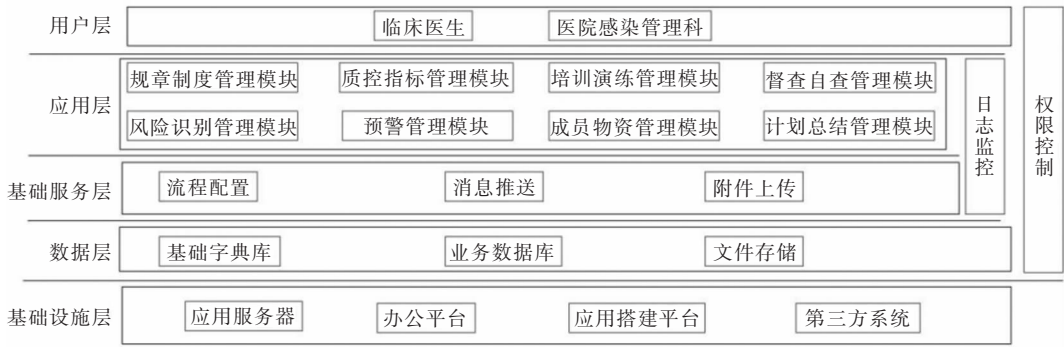 用户层 临床医生 医院感染管理科
应用层
规章制度管理模块 质控指标管理模块 培训演练管理模块 督查自查管理模块
风险识别管理模块 预警管理模块 成员物资管理模块 计划总结管理模块
基础服务层 流程配置 消息推送 附件上传
日志监控
权限控制
数据层 基础字典库 业务数据库 文件存储
基础设施层 应用服务器 办公平台 应用搭建平台 第三方系统